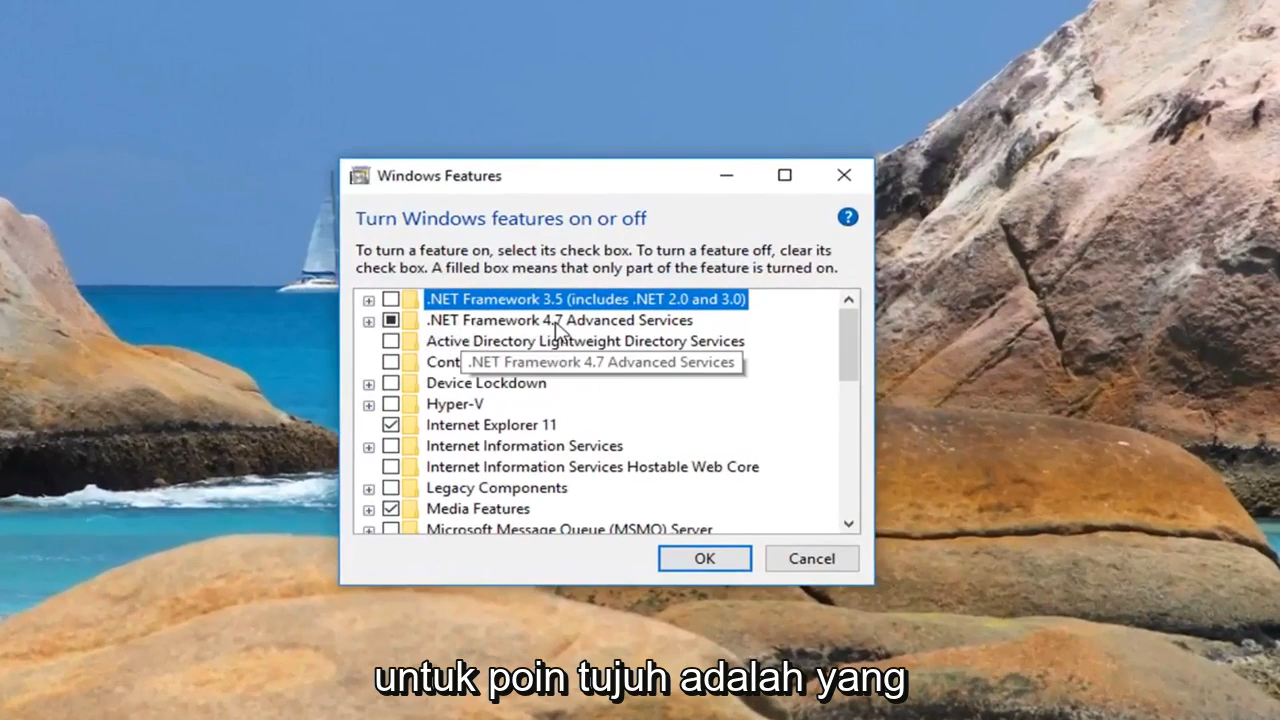 Windows Features
Turn Windows features on or off
To turn a feature on, select its check box. To turn a feature off, clear its
check box. A filled box means that only part of the feature is turned on.
.NET Framework 3.5 (includes .NET 2.0 and 3.0)
.NET Framework 4.7 Advanced Services
Active Directory Lightweight Directory Services
Cont
.NET Framework 4.7 Advanced Services
Device Lockdown
Hyper-V
Internet Explorer 11
Internet Information Services
Internet Information Services Hostable Web Core
Legacy Components
Media Features
Microsoft Message Queue (MSMQ) Server
OK Cancel
untuk poin tujuh adalah yang